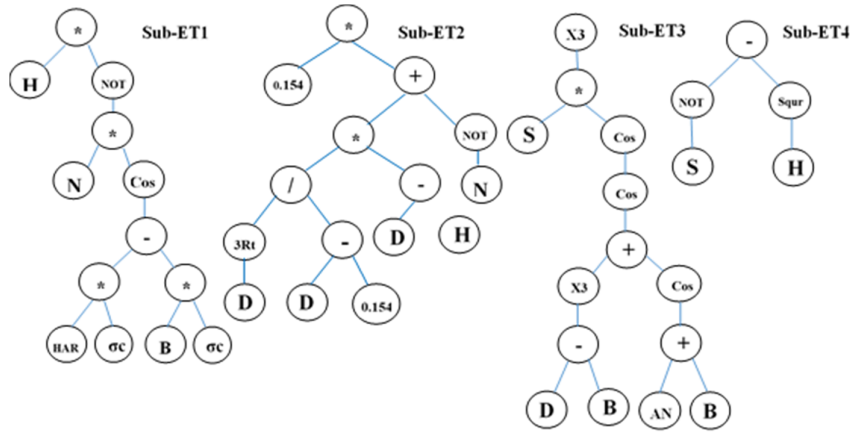 Sub-ET1
*
H
NOT
*
N
Cos
-
*
*
HAR
σc
B
σc
Sub-ET2
*
0.154
+
*
NOT
/
-
N
3Rt
-
D
H
D
D
0.154
Sub-ET3
X3
*
S
Cos
Cos
+
X3
Cos
-
+
D
B
AN
B
Sub-ET4
-
NOT
Squr
S
H